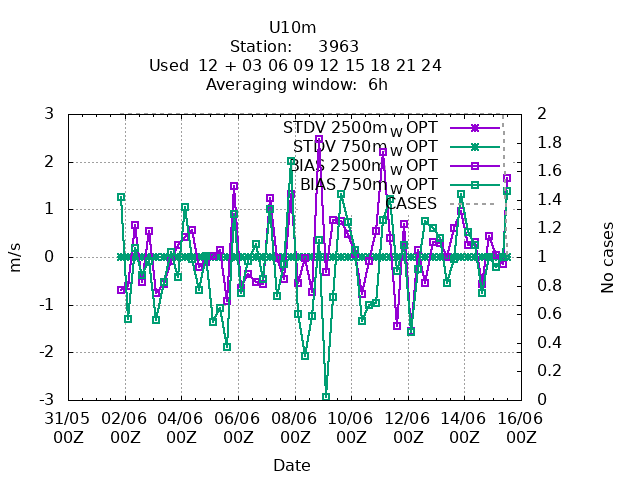 U10m
Station: 3963
Used 12 + 03 06 09 12 15 18 21 24
Averaging window: 6h
3 2
STDV 2500m_W OPT
1.8
STDV 750m_W OPT
2 1.6
BIAS 2500m_W OPT
BIAS 750m_W OPT
1.4
CASES
1 1.2
m/s 0 1 No cases
0.8
-1
0.6
-2 0.4
0.2
-3 0
31/05 02/06 04/06 06/06 08/06 10/06 12/06 14/06 16/06
00Z 00Z 00Z 00Z 00Z 00Z 00Z 00Z 00Z
Date